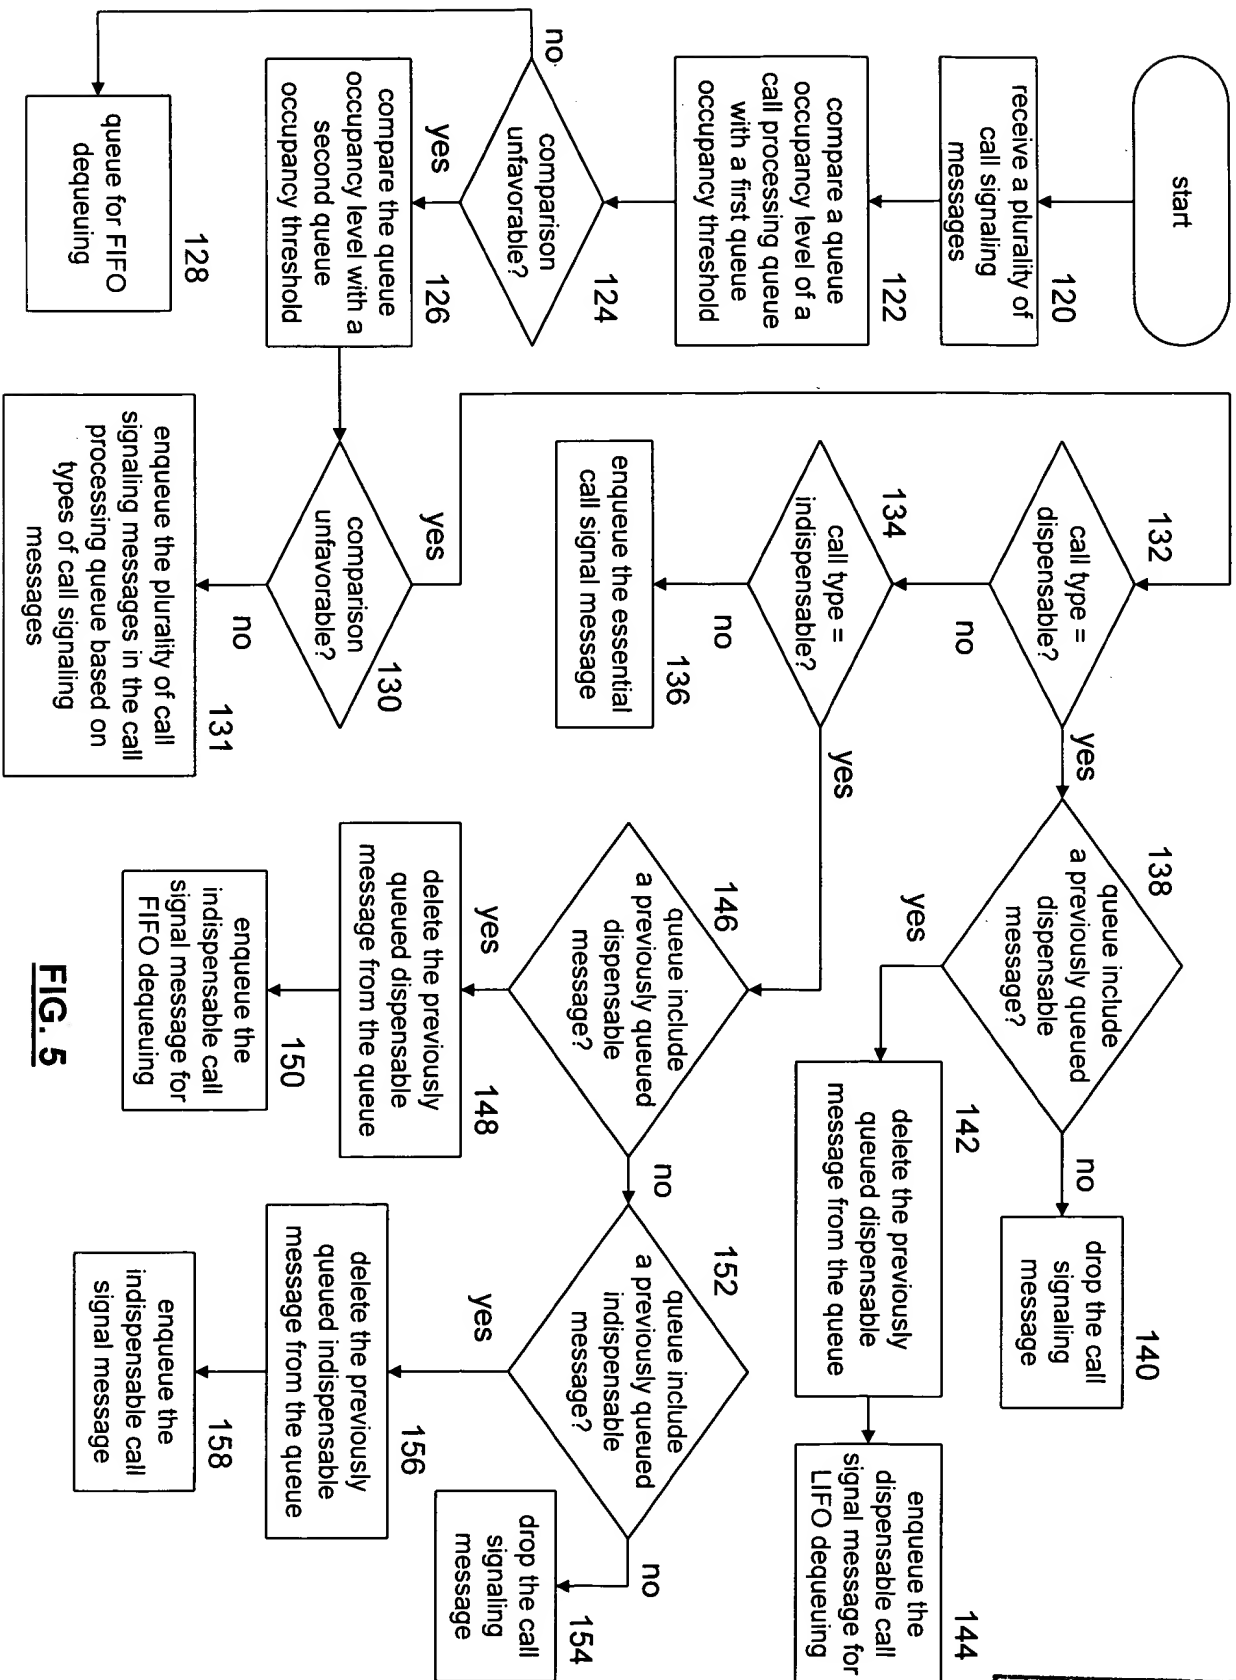 start
receive a plurality of
call signaling
messages
120
compare a queue
occupancy level of a
call processing queue
with a first queue
occupancy threshold
122
comparison
unfavorable?
124
no
yes
compare the queue
occupancy level with a
second queue
occupancy threshold
126
queue for FIFO
dequeuing
128
comparison
unfavorable?
130
yes
no
enqueue the plurality of call
signaling messages in the call
processing queue based on
types of call signaling
messages
131
132
call type =
dispensable?
no
yes
134
call type =
indispensable?
no
yes
enqueue the essential
call signal message
136
138
queue include
a previously queued
dispensable
message?
yes
no
drop the call
signaling
message
140
142
delete the previously
queued dispensable
message from the queue
enqueue the
dispensable call
signal message for
LIFO dequeuing
144
146
queue include
a previously queued
dispensable
message?
yes
no
delete the previously
queued dispensable
message from the queue
148
enqueue the
indispensable call
signal message for
FIFO dequeuing
150
152
queue include
a previously queued
indispensable
message?
yes
no
drop the call
signaling
message
154
delete the previously
queued indispensable
message from the queue
156
enqueue the
indispensable call
signal message
158
FIG. 5